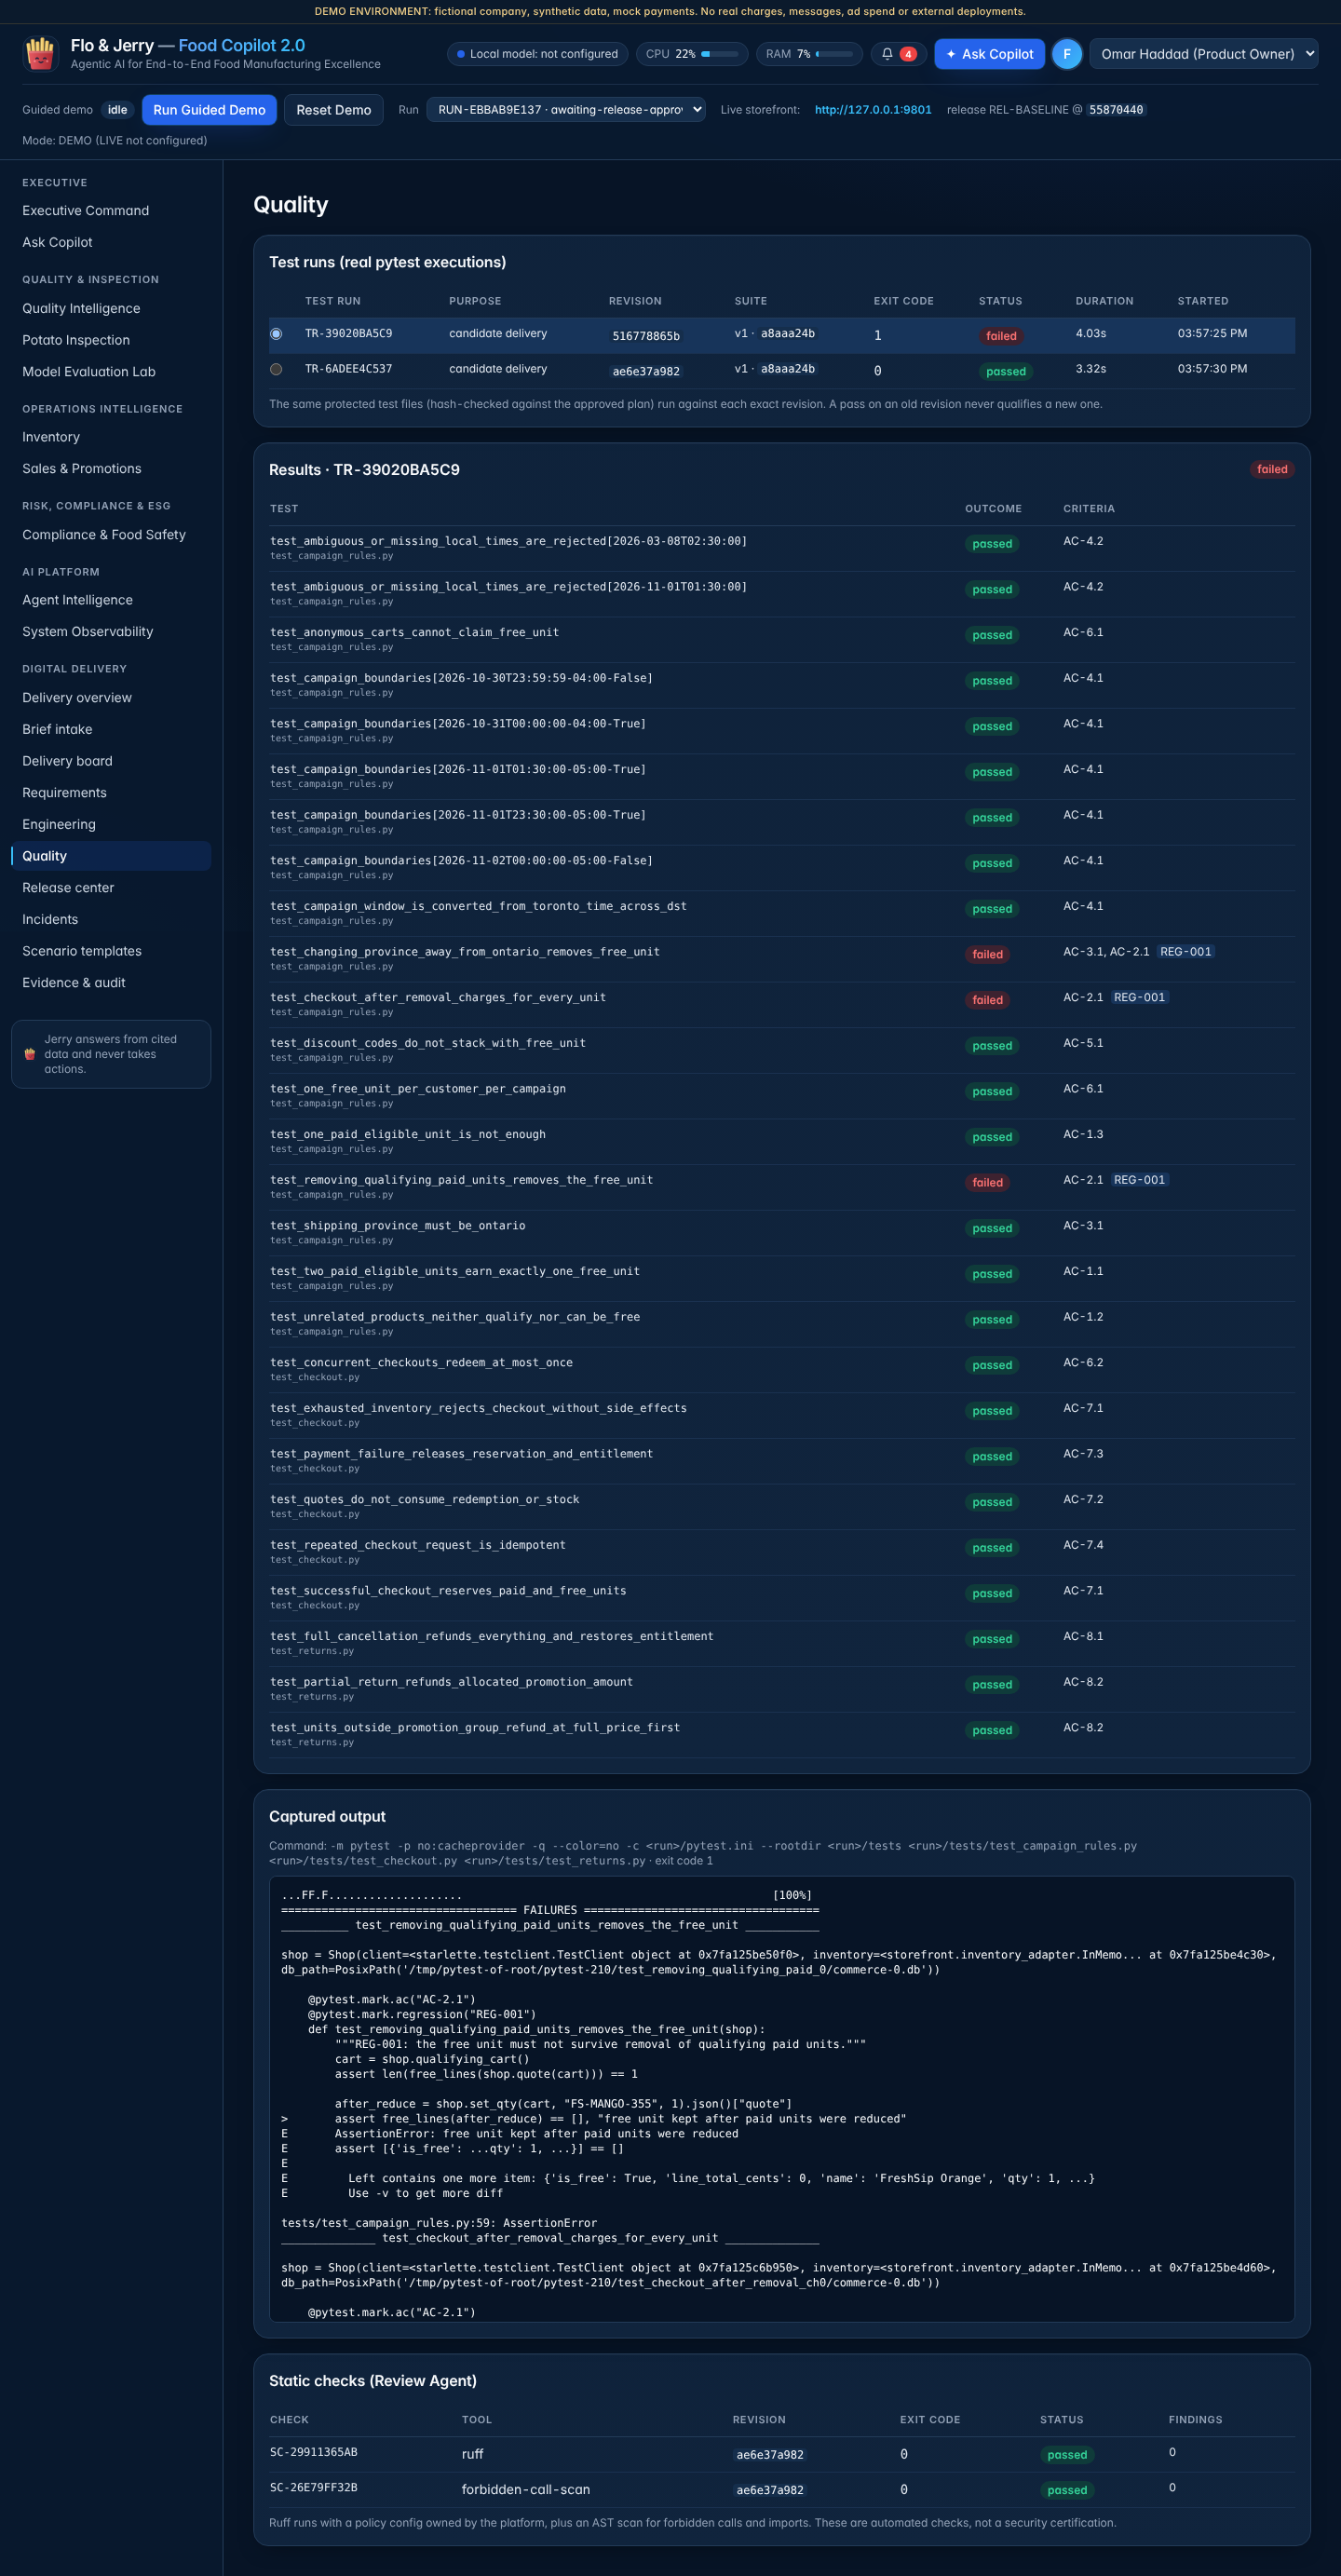 DEMO ENVIRONMENT: fictional company, synthetic data, mock payments. No real charges, messages, ad spend or external deployments.
Flo & Jerry — Food Copilot 2.0
Agentic AI for End-to-End Food Manufacturing Excellence
Local model: not configured
CPU 22%
RAM 7%
4
✦ Ask Copilot
F
Omar Haddad (Product Owner)
Guided demo idle Run Guided Demo Reset Demo Run RUN-EBBAB9E137 · awaiting-release-approv Live storefront: http://127.0.0.1:9801 release REL-BASELINE @ 55870440
Mode: DEMO (LIVE not configured)
EXECUTIVE
Executive Command
Ask Copilot
QUALITY & INSPECTION
Quality Intelligence
Potato Inspection
Model Evaluation Lab
OPERATIONS INTELLIGENCE
Inventory
Sales & Promotions
RISK, COMPLIANCE & ESG
Compliance & Food Safety
AI PLATFORM
Agent Intelligence
System Observability
DIGITAL DELIVERY
Delivery overview
Brief intake
Delivery board
Requirements
Engineering
Quality
Release center
Incidents
Scenario templates
Evidence & audit
Jerry answers from cited
data and never takes
actions.
Quality
Test runs (real pytest executions)
TEST RUN PURPOSE REVISION SUITE EXIT CODE STATUS DURATION STARTED
TR-39020BA5C9 candidate delivery 516778865b v1 · a8aaa24b 1 failed 4.03s 03:57:25 PM
TR-6ADEE4C537 candidate delivery ae6e37a982 v1 · a8aaa24b 0 passed 3.32s 03:57:30 PM
The same protected test files (hash-checked against the approved plan) run against each exact revision. A pass on an old revision never qualifies a new one.
Results · TR-39020BA5C9 failed
TEST OUTCOME CRITERIA
test_ambiguous_or_missing_local_times_are_rejected[2026-03-08T02:30:00] passed AC-4.2
test_campaign_rules.py
test_ambiguous_or_missing_local_times_are_rejected[2026-11-01T01:30:00] passed AC-4.2
test_campaign_rules.py
test_anonymous_carts_cannot_claim_free_unit passed AC-6.1
test_campaign_rules.py
test_campaign_boundaries[2026-10-30T23:59:59-04:00-False] passed AC-4.1
test_campaign_rules.py
test_campaign_boundaries[2026-10-31T00:00:00-04:00-True] passed AC-4.1
test_campaign_rules.py
test_campaign_boundaries[2026-11-01T01:30:00-05:00-True] passed AC-4.1
test_campaign_rules.py
test_campaign_boundaries[2026-11-01T23:30:00-05:00-True] passed AC-4.1
test_campaign_rules.py
test_campaign_boundaries[2026-11-02T00:00:00-05:00-False] passed AC-4.1
test_campaign_rules.py
test_campaign_window_is_converted_from_toronto_time_across_dst passed AC-4.1
test_campaign_rules.py
test_changing_province_away_from_ontario_removes_free_unit failed AC-3.1, AC-2.1 REG-001
test_campaign_rules.py
test_checkout_after_removal_charges_for_every_unit failed AC-2.1 REG-001
test_campaign_rules.py
test_discount_codes_do_not_stack_with_free_unit passed AC-5.1
test_campaign_rules.py
test_one_free_unit_per_customer_per_campaign passed AC-6.1
test_campaign_rules.py
test_one_paid_eligible_unit_is_not_enough passed AC-1.3
test_campaign_rules.py
test_removing_qualifying_paid_units_removes_the_free_unit failed AC-2.1 REG-001
test_campaign_rules.py
test_shipping_province_must_be_ontario passed AC-3.1
test_campaign_rules.py
test_two_paid_eligible_units_earn_exactly_one_free_unit passed AC-1.1
test_campaign_rules.py
test_unrelated_products_neither_qualify_nor_can_be_free passed AC-1.2
test_campaign_rules.py
test_concurrent_checkouts_redeem_at_most_once passed AC-6.2
test_checkout.py
test_exhausted_inventory_rejects_checkout_without_side_effects passed AC-7.1
test_checkout.py
test_payment_failure_releases_reservation_and_entitlement passed AC-7.3
test_checkout.py
test_quotes_do_not_consume_redemption_or_stock passed AC-7.2
test_checkout.py
test_repeated_checkout_request_is_idempotent passed AC-7.4
test_checkout.py
test_successful_checkout_reserves_paid_and_free_units passed AC-7.1
test_checkout.py
test_full_cancellation_refunds_everything_and_restores_entitlement passed AC-8.1
test_returns.py
test_partial_return_refunds_allocated_promotion_amount passed AC-8.2
test_returns.py
test_units_outside_promotion_group_refund_at_full_price_first passed AC-8.2
test_returns.py
Captured output
Command: -m pytest -p no:cacheprovider -q --color=no -c <run>/pytest.ini --rootdir <run>/tests <run>/tests/test_campaign_rules.py
<run>/tests/test_checkout.py <run>/tests/test_returns.py · exit code 1
...FF.F.................... [100%]
=================================== FAILURES ===================================
__________ test_removing_qualifying_paid_units_removes_the_free_unit ___________
shop = Shop(client=<starlette.testclient.TestClient object at 0x7fa125be50f0>, inventory=<storefront.inventory_adapter.InMemo... at 0x7fa125be4c30>,
db_path=PosixPath('/tmp/pytest-of-root/pytest-210/test_removing_qualifying_paid_0/commerce-0.db'))
@pytest.mark.ac("AC-2.1")
@pytest.mark.regression("REG-001")
def test_removing_qualifying_paid_units_removes_the_free_unit(shop):
"""REG-001: the free unit must not survive removal of qualifying paid units."""
cart = shop.qualifying_cart()
assert len(free_lines(shop.quote(cart))) == 1
after_reduce = shop.set_qty(cart, "FS-MANGO-355", 1).json()["quote"]
> assert free_lines(after_reduce) == [], "free unit kept after paid units were reduced"
E AssertionError: free unit kept after paid units were reduced
E assert [{'is_free': ...qty': 1, ...}] == []
E
E Left contains one more item: {'is_free': True, 'line_total_cents': 0, 'name': 'FreshSip Orange', 'qty': 1, ...}
E Use -v to get more diff
tests/test_campaign_rules.py:59: AssertionError
______________ test_checkout_after_removal_charges_for_every_unit ______________
shop = Shop(client=<starlette.testclient.TestClient object at 0x7fa125c6b950>, inventory=<storefront.inventory_adapter.InMemo... at 0x7fa125be4d60>,
db_path=PosixPath('/tmp/pytest-of-root/pytest-210/test_checkout_after_removal_ch0/commerce-0.db'))
@pytest.mark.ac("AC-2.1")
Static checks (Review Agent)
CHECK TOOL REVISION EXIT CODE STATUS FINDINGS
SC-29911365AB ruff ae6e37a982 0 passed 0
SC-26E79FF32B forbidden-call-scan ae6e37a982 0 passed 0
Ruff runs with a policy config owned by the platform, plus an AST scan for forbidden calls and imports. These are automated checks, not a security certification.